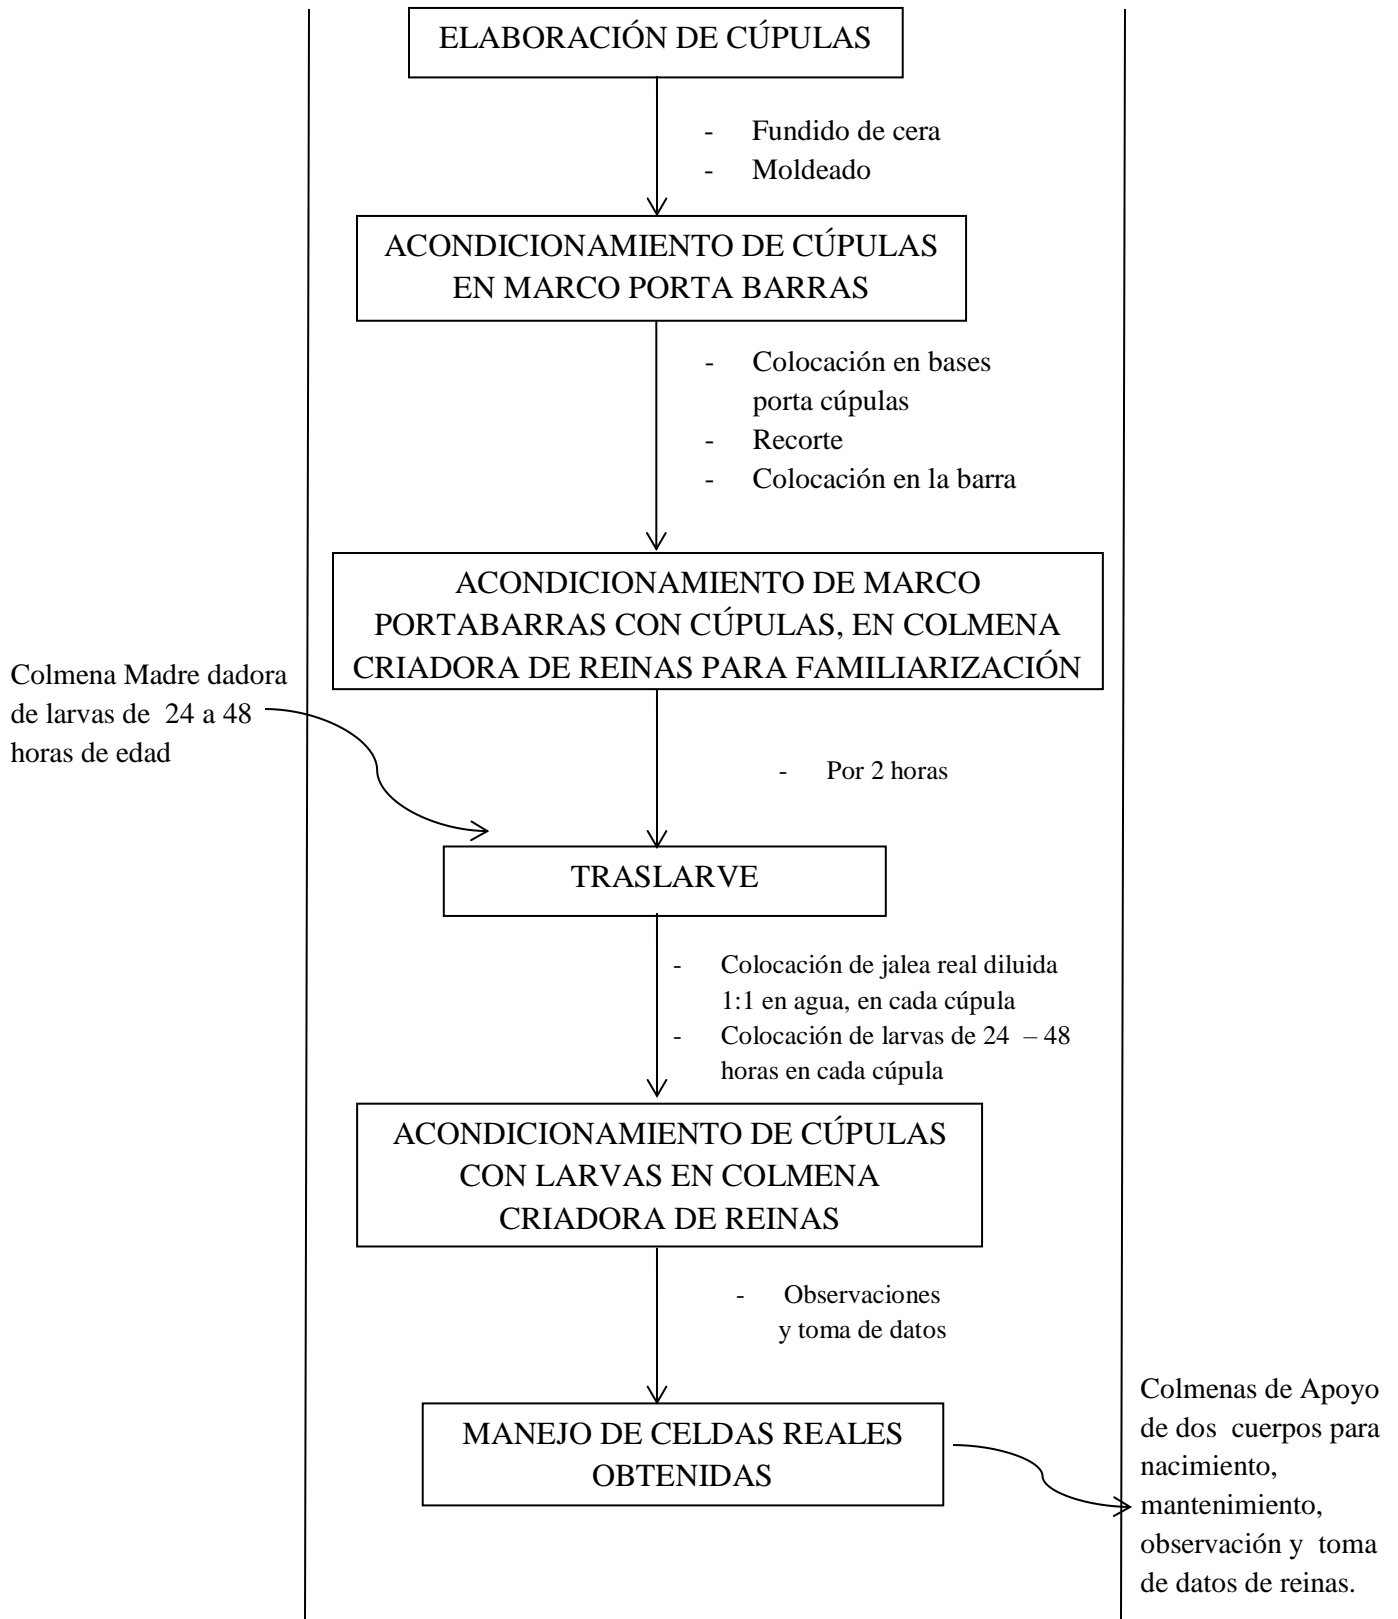 ELABORACIÓN DE CÚPULAS
- Fundido de cera
- Moldeado
ACONDICIONAMIENTO DE CÚPULAS
EN MARCO PORTA BARRAS
- Colocación en bases
porta cúpulas
- Recorte
- Colocación en la barra
ACONDICIONAMIENTO DE MARCO
PORTABARRAS CON CÚPULAS, EN COLMENA
CRIADORA DE REINAS PARA FAMILIARIZACIÓN
Colmena Madre dadora
de larvas de 24 a 48
horas de edad
- Por 2 horas
TRASLARVE
- Colocación de jalea real diluida
1:1 en agua, en cada cúpula
- Colocación de larvas de 24 – 48
horas en cada cúpula
ACONDICIONAMIENTO DE CÚPULAS
CON LARVAS EN COLMENA
CRIADORA DE REINAS
- Observaciones
y toma de datos
MANEJO DE CELDAS REALES
OBTENIDAS
Colmenas de Apoyo
de dos cuerpos para
nacimiento,
mantenimiento,
observación y toma
de datos de reinas.